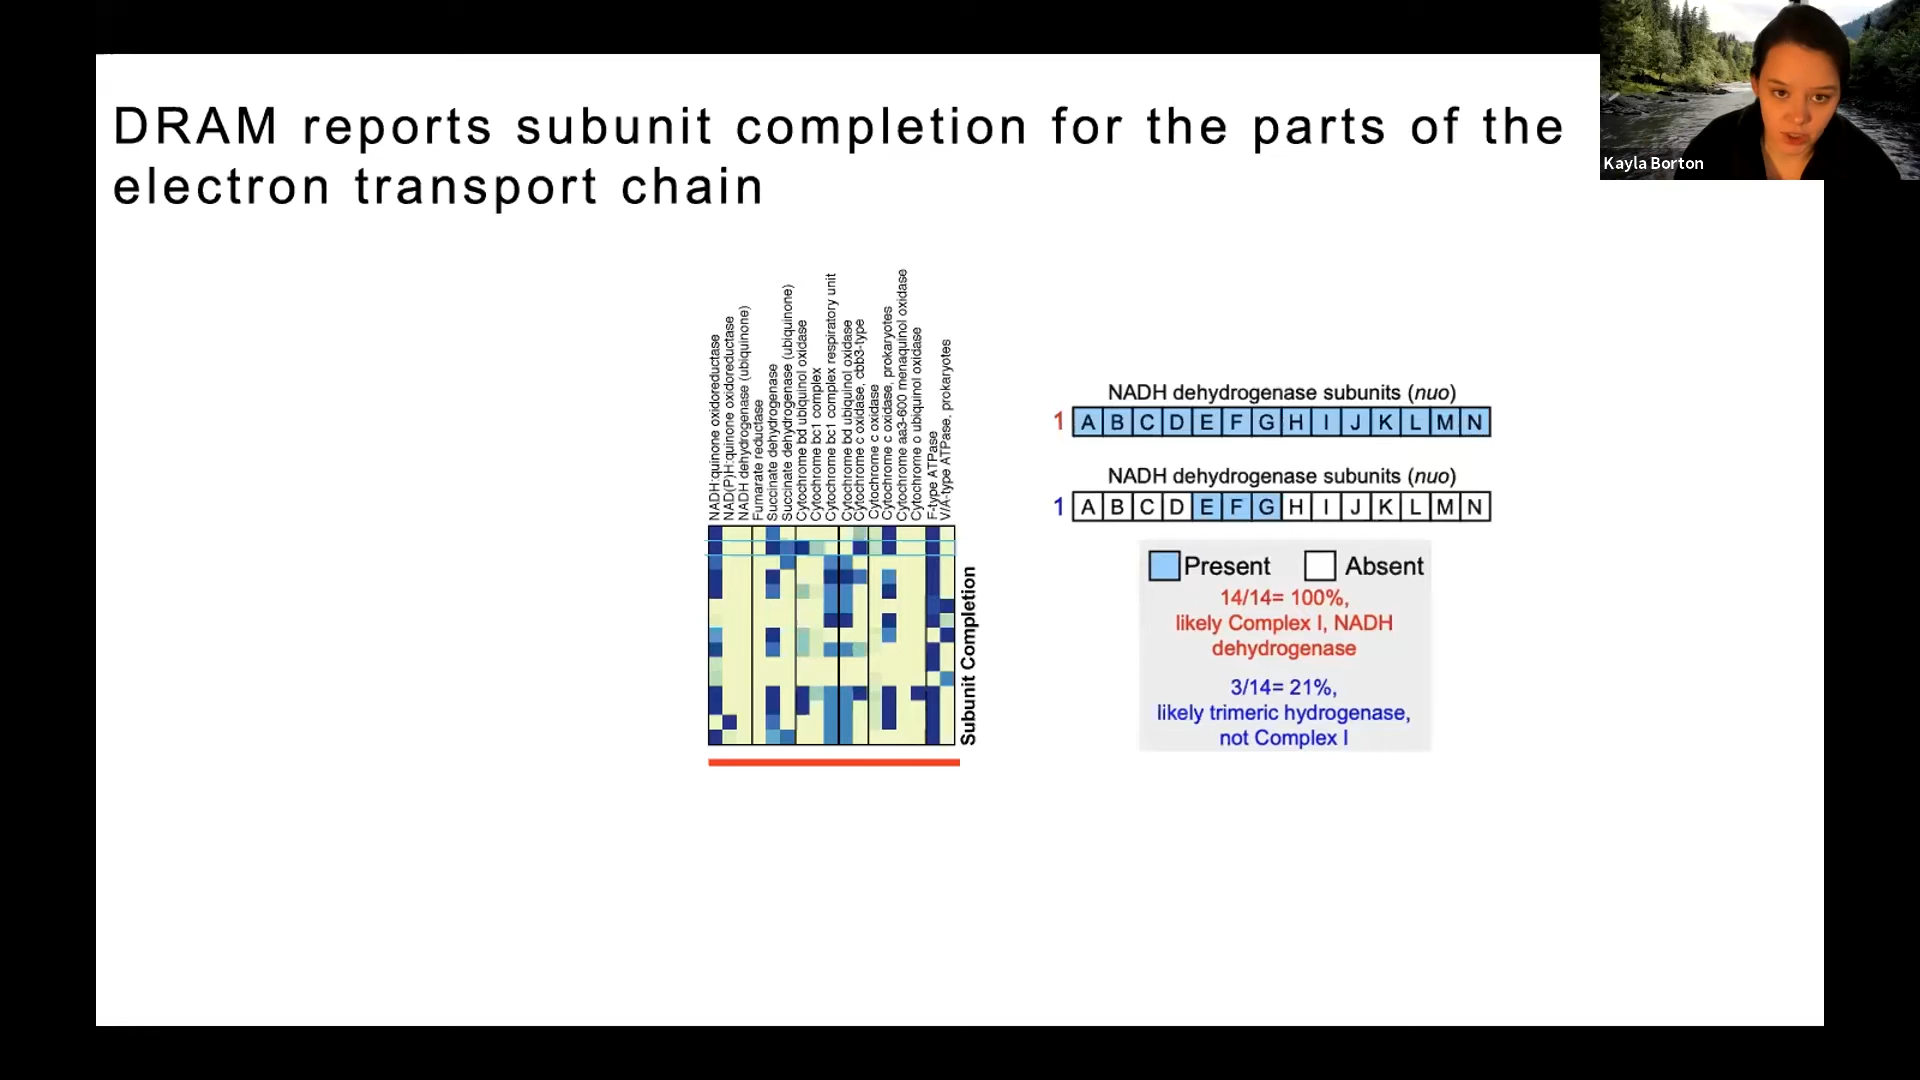 DRAM reports subunit completion for the parts of the
electron transport chain
Kayla Borton
NADH:quinone oxidoreductase
NAD(P)H:quinone oxidoreductase
NADH dehydrogenase (ubiquinone)
Fumarate reductase
Succinate dehydrogenase
Succinate dehydrogenase (ubiquinone)
Cytochrome bd ubiquinol oxidase
Cytochrome bc1 complex
Cytochrome bc1 complex respiratory unit
Cytochrome bd ubiquinol oxidase
Cytochrome c oxidase, cbb3-type
Cytochrome c oxidase
Cytochrome c oxidase, prokaryotes
Cytochrome aa3-600 menaquinol oxidase
Cytochrome o ubiquinol oxidase
F-type ATPase
V/A-type ATPase, prokaryotes
Subunit Completion
NADH dehydrogenase subunits (nuo)
1 A B C D E F G H I J K L M N
NADH dehydrogenase subunits (nuo)
1 A B C D E F G H I J K L M N
Present Absent
14/14= 100%,
likely Complex I, NADH
dehydrogenase
3/14= 21%,
likely trimeric hydrogenase,
not Complex I